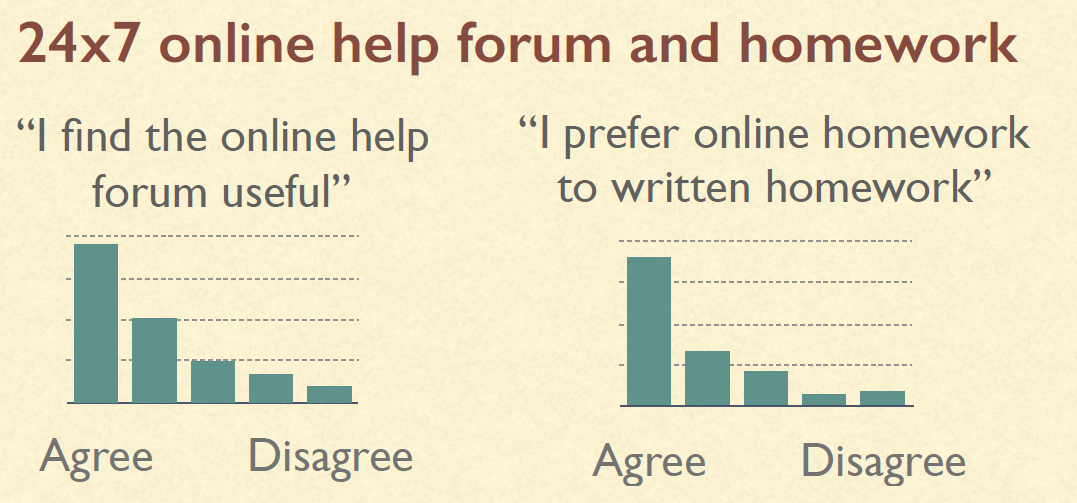 24x7 online help forum and homework
“I find the online help
forum useful”
“I prefer online homework
to written homework”
Agree
Disagree
Agree
Disagree